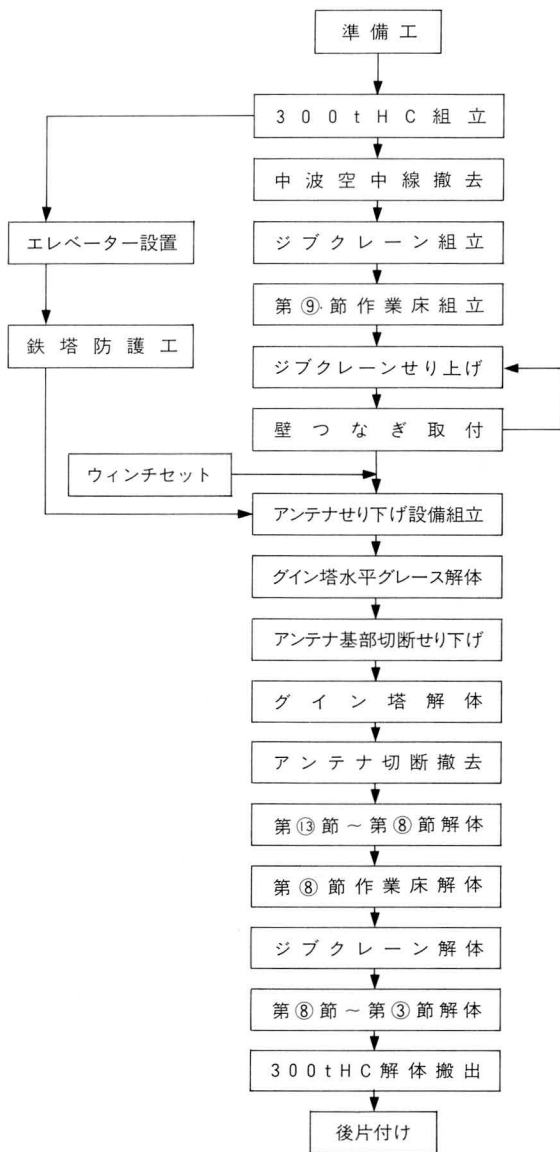 準備工
300tHC組立
中波空中線撤去
エレベーター設置
ジブクレーン組立
第⑨節作業床組立
鉄塔防護工
ジブクレーンせり上げ
壁つなぎ取付
ウィンチセット
アンテナせり下げ設備組立
グイン塔水平グレース解体
アンテナ基部切断せり下げ
グイン塔解体
アンテナ切断撤去
第⑬節～第⑧節解体
第⑧節作業床解体
ジブクレーン解体
第⑧節～第③節解体
300tHC解体搬出
後片付け